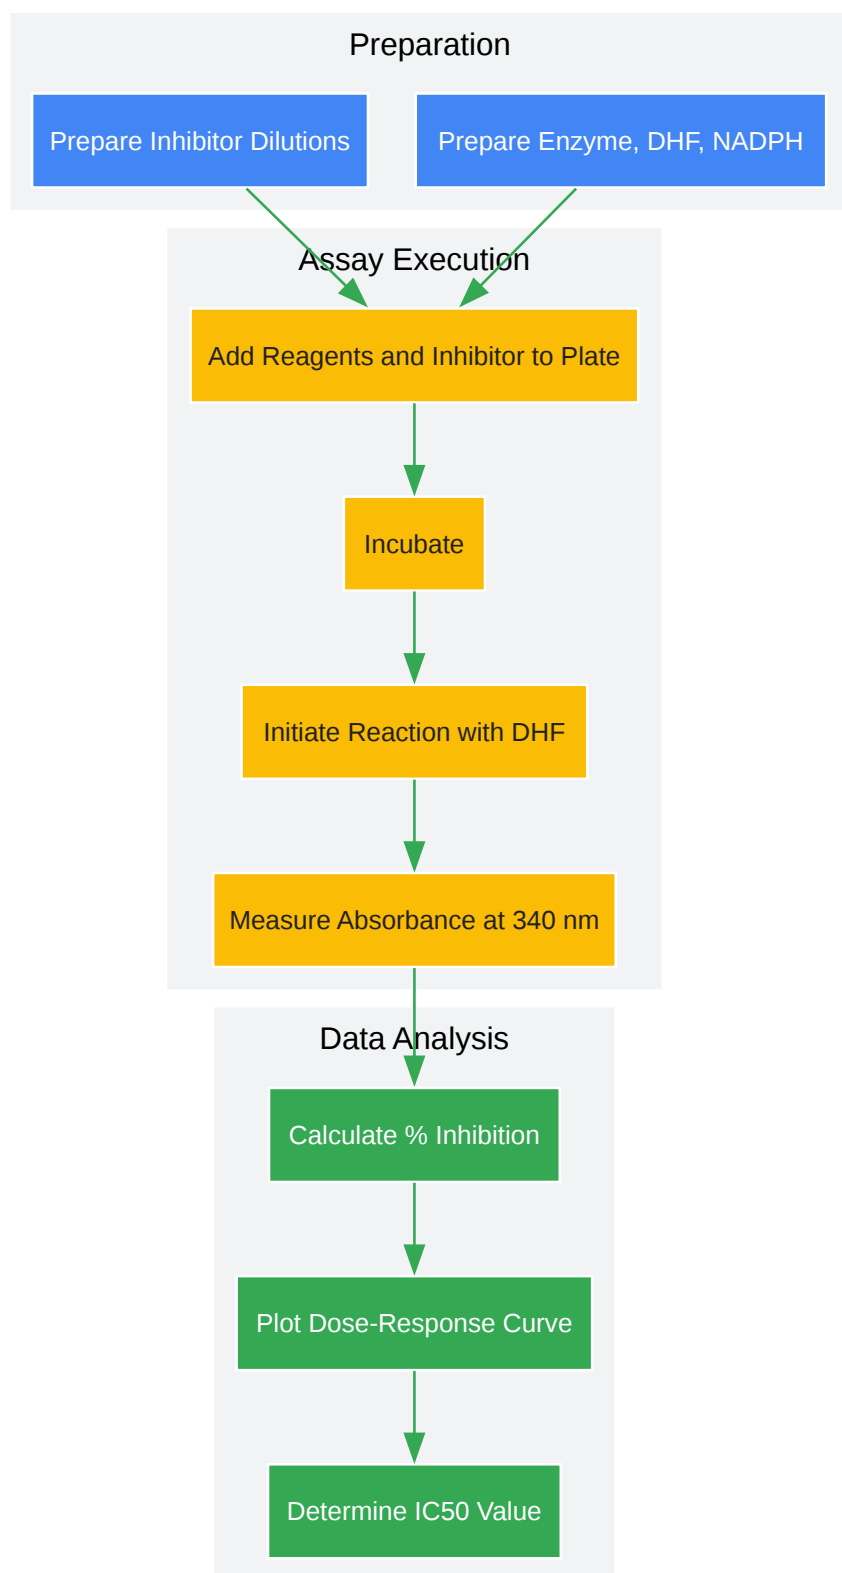 Preparation
Prepare Inhibitor Dilutions
Prepare Enzyme, DHF, NADPH
Assay Execution
Add Reagents and Inhibitor to Plate
Incubate
Initiate Reaction with DHF
Measure Absorbance at 340 nm
Data Analysis
Calculate % Inhibition
Plot Dose-Response Curve
Determine IC50 Value